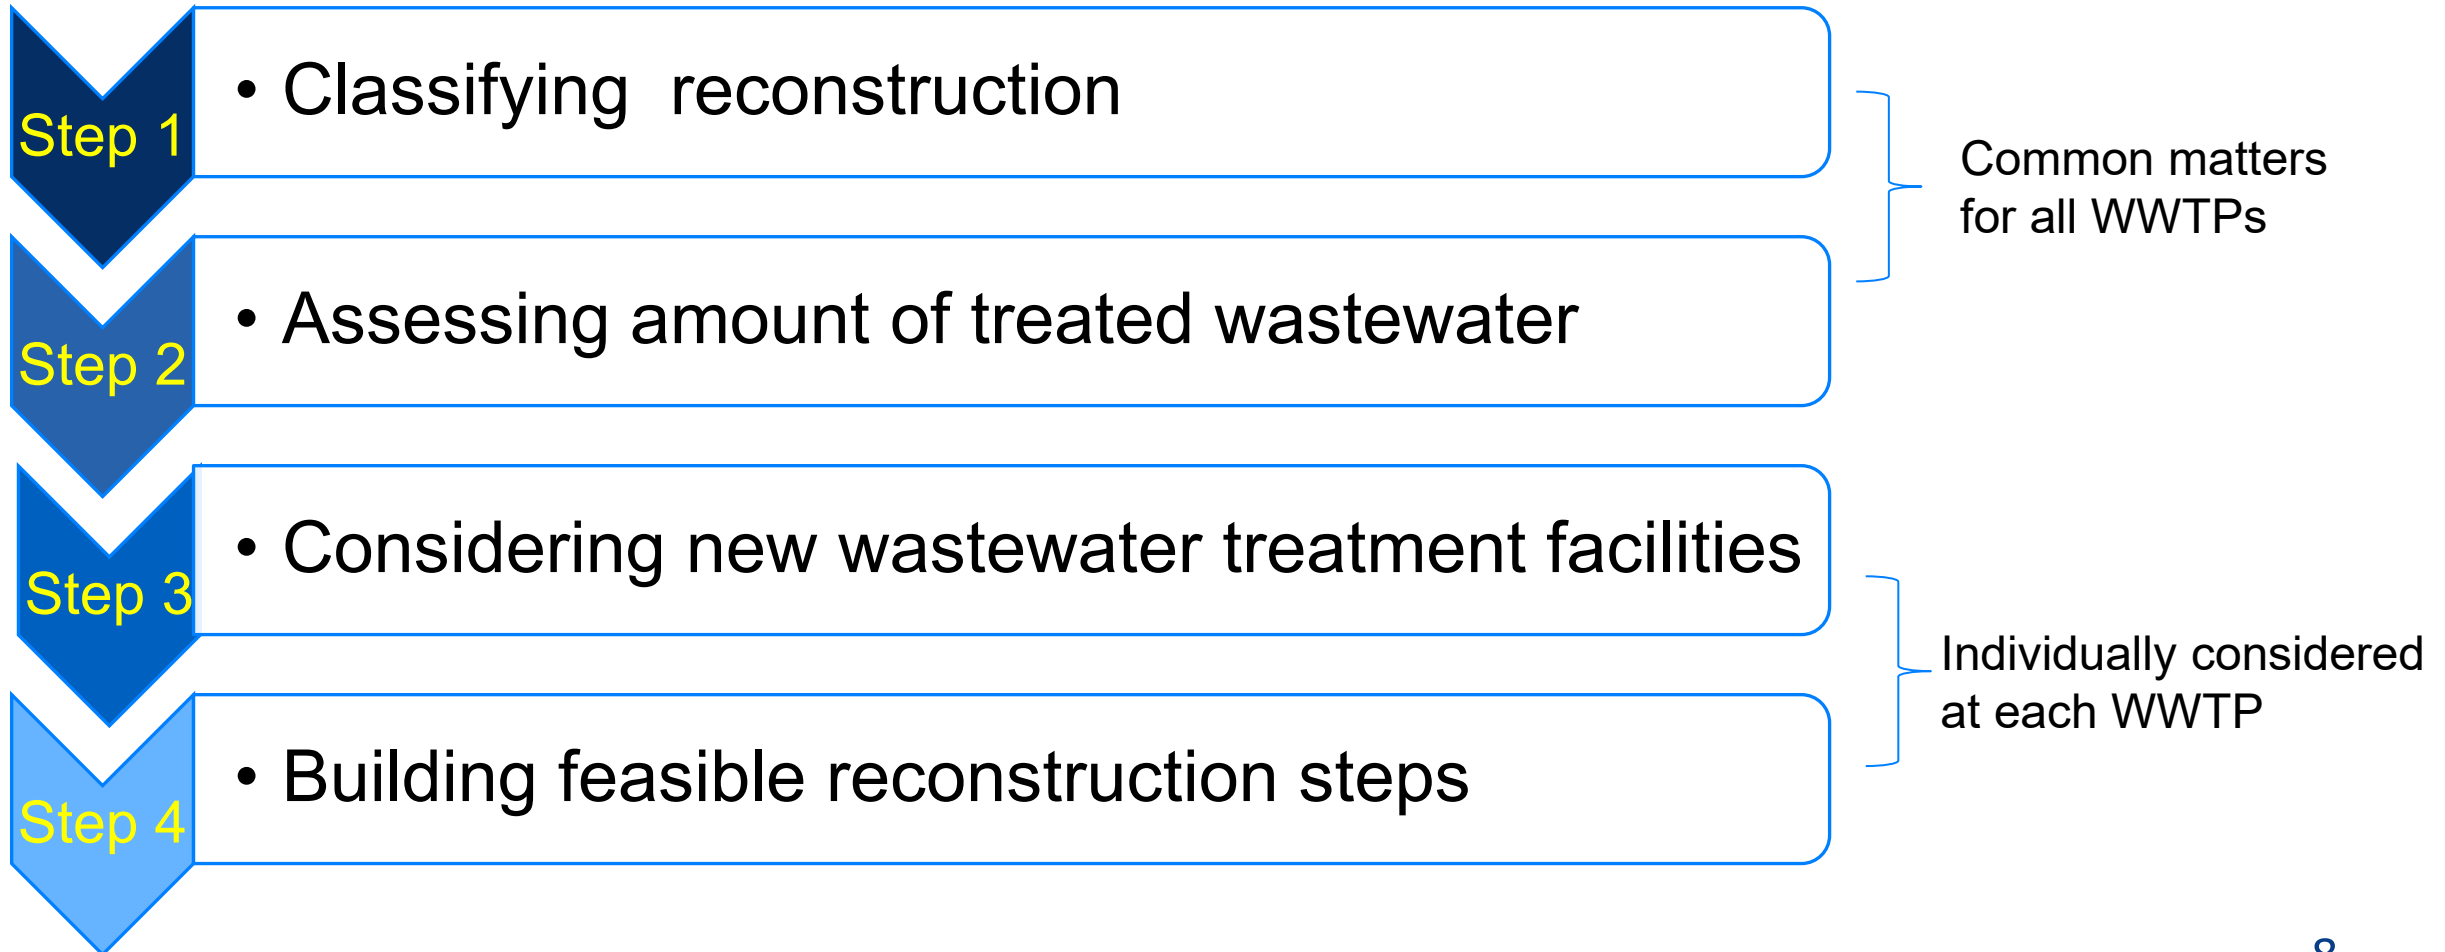 Step 1
• Classifying  reconstruction
Common matters
for all WWTPs
Step 2
• Assessing amount of treated wastewater
Step 3
• Considering new wastewater treatment facilities
Individually considered
at each WWTP
Step 4
• Building feasible reconstruction steps
8